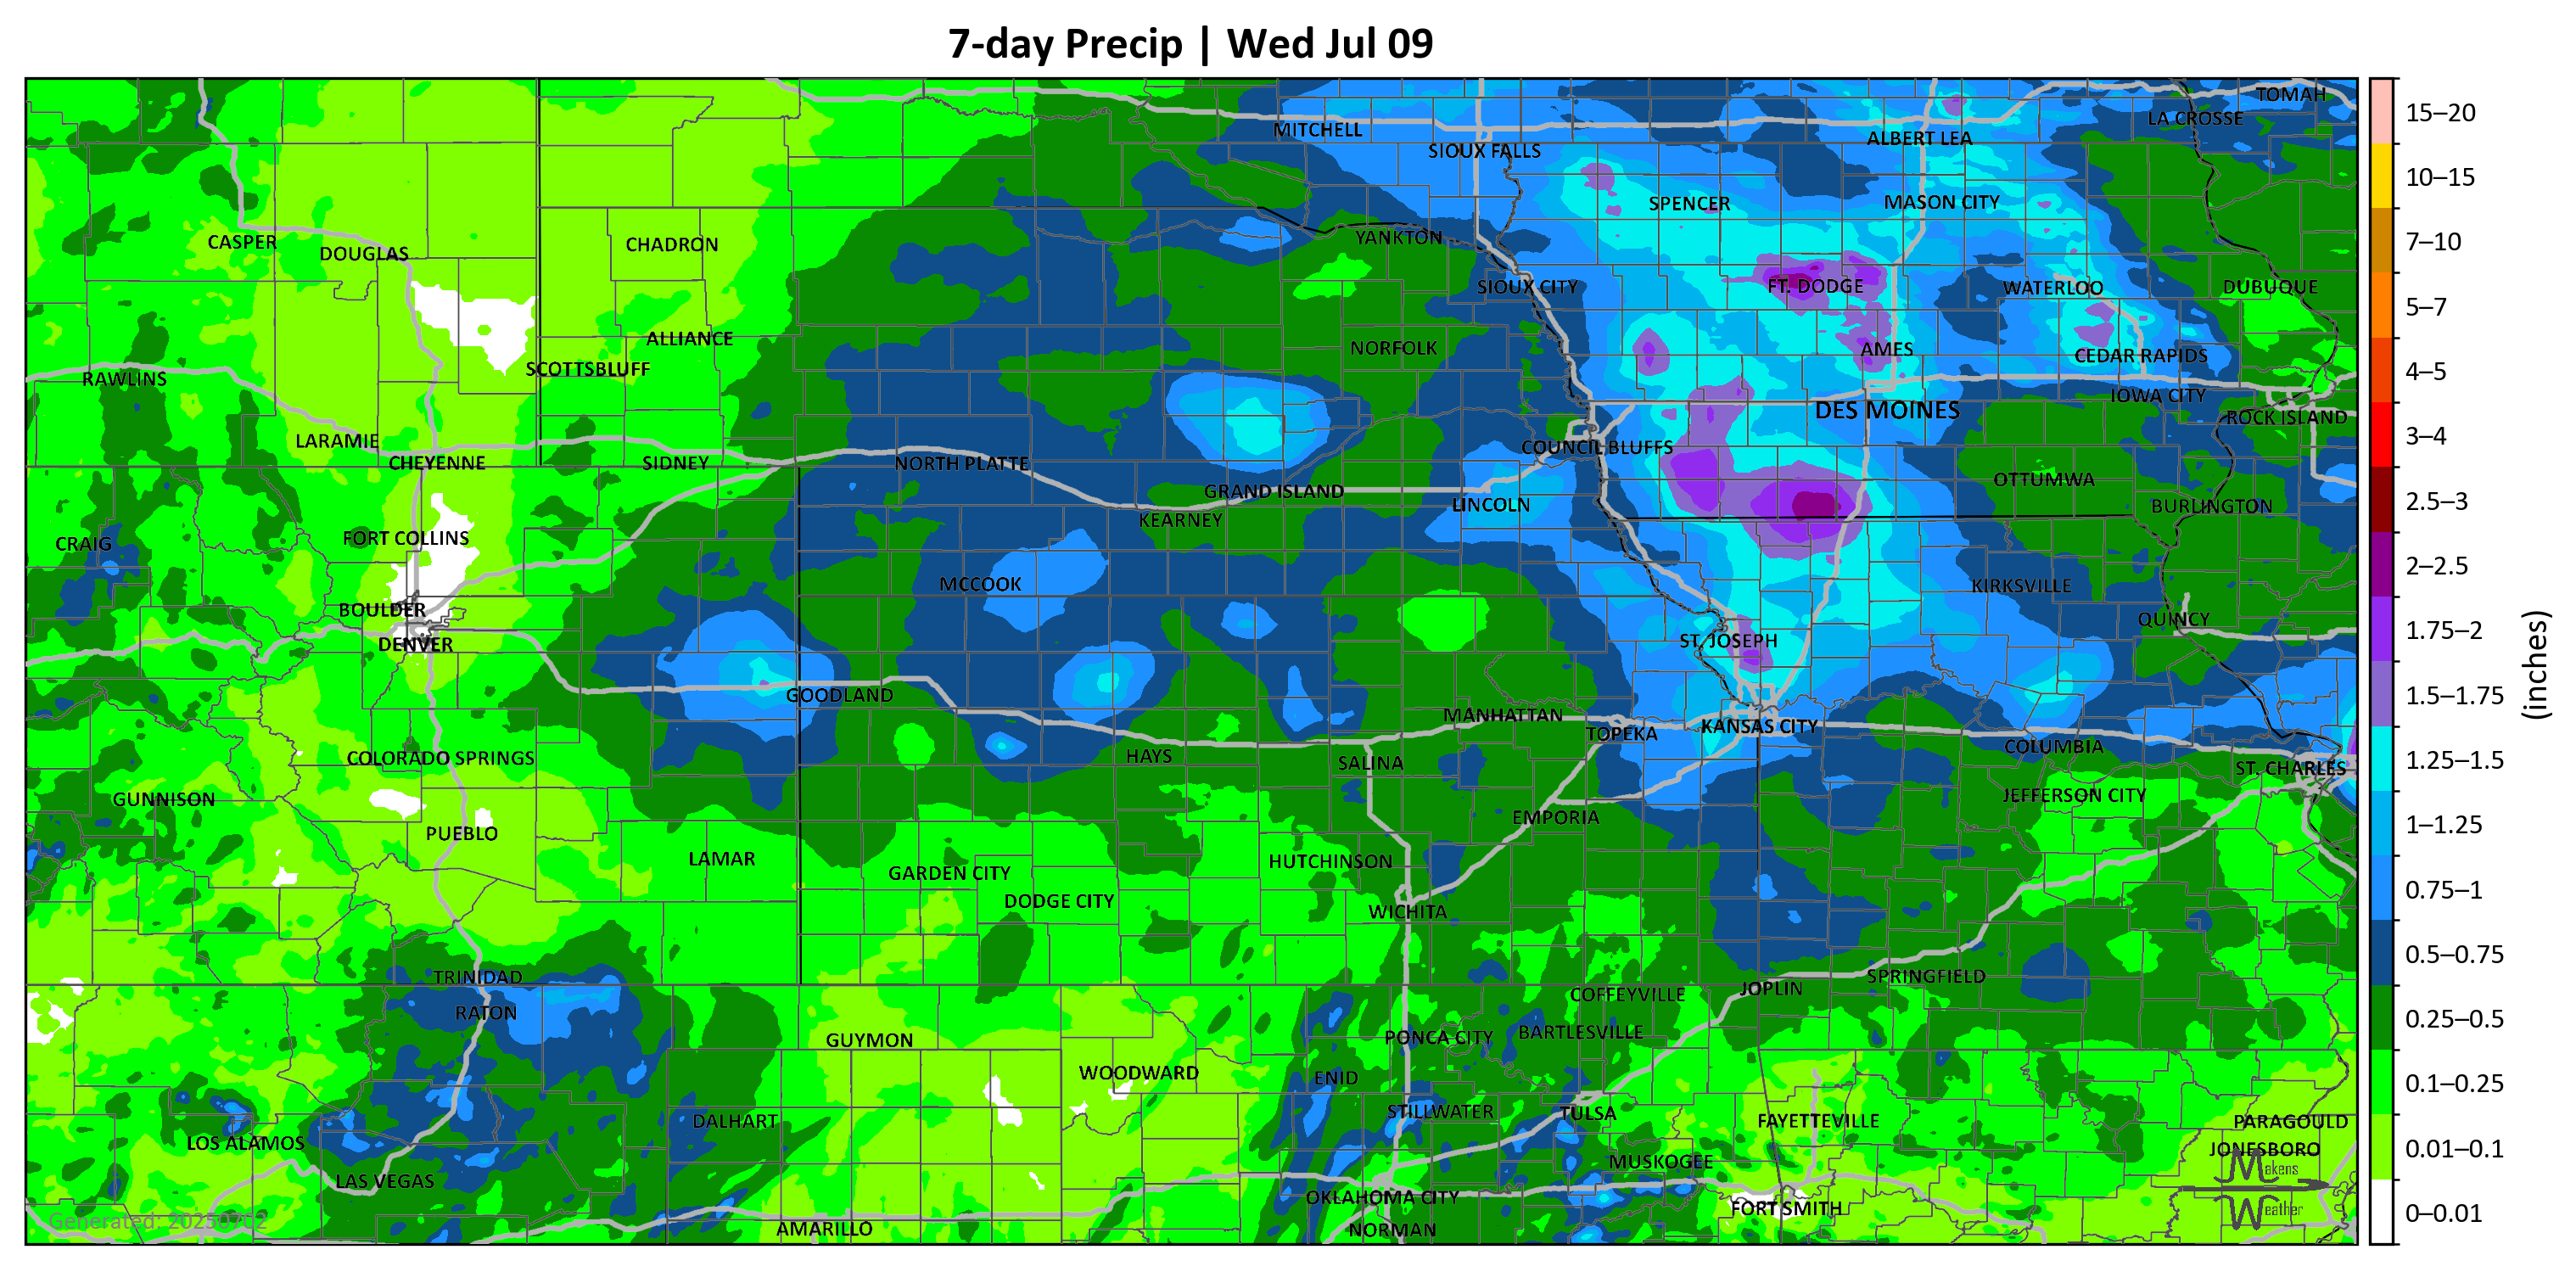 7-day Precip | Wed Jul 09
TOMAH
LA CROSSE
MITCHELL
ALBERT LEA
SIOUX FALLS
SPENCER
MASON CITY
CASPER
DOUGLAS
CHADRON
YANKTON
SIOUX CITY
FT. DODGE
WATERLOO
DUBUQUE
ALLIANCE
NORFOLK
AMES
CEDAR RAPIDS
SCOTTSBLUFF
RAWLINS
IOWA CITY
DES MOINES
ROCK ISLAND
LARAMIE
COUNCIL BLUFFS
CHEYENNE
SIDNEY
NORTH PLATTE
OTTUMWA
GRAND ISLAND
LINCOLN
BURLINGTON
KEARNEY
CRAIG
FORT COLLINS
MCCOOK
KIRKSVILLE
BOULDER
QUINCY
DENVER
ST. JOSEPH
GOODLAND
MANHATTAN
TOPEKA
KANSAS CITY
COLUMBIA
COLORADO SPRINGS
HAYS
SALINA
ST. CHARLES
GUNNISON
JEFFERSON CITY
PUEBLO
EMPORIA
LAMAR
GARDEN CITY
HUTCHINSON
DODGE CITY
WICHITA
TRINIDAD
SPRINGFIELD
RATON
COFFEYVILLE
JOPLIN
GUYMON
PONCA CITY
BARTLESVILLE
WOODWARD
ENID
DALHART
STILLWATER
TULSA
FAYETTEVILLE
PARAGOULD
LOS ALAMOS
JONESBORO
MUSKOGEE
LAS VEGAS
OKLAHOMA CITY
FORT SMITH
AMARILLO
NORMAN
Generated: 20250702
Makens
Weather
15–20
10–15
7–10
5–7
4–5
3–4
2.5–3
2–2.5
1.75–2
1.5–1.75
1.25–1.5
1–1.25
0.75–1
0.5–0.75
0.25–0.5
0.1–0.25
0.01–0.1
0–0.01
(inches)